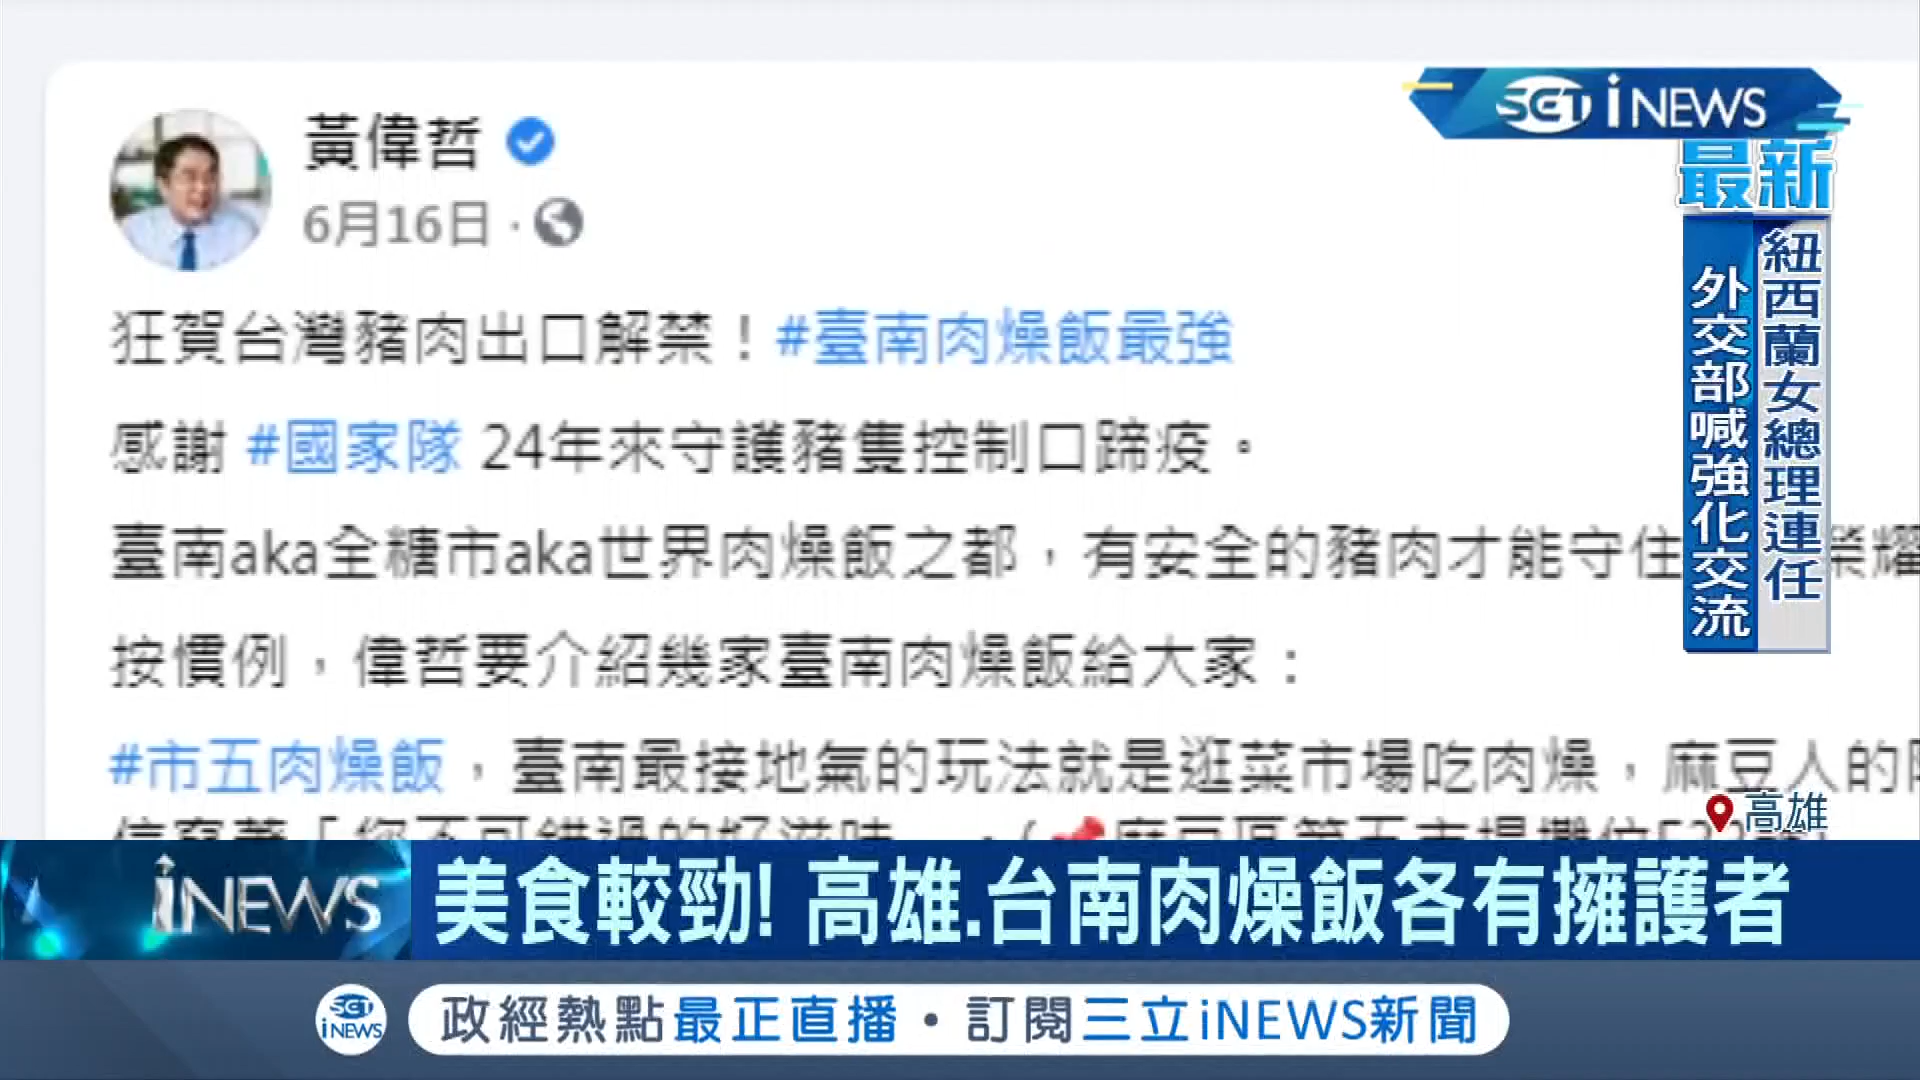 黃偉哲
6月16日
狂賀台灣豬肉出口解禁！#臺南肉燥飯最強
感謝 #國家隊 24年來守護豬隻控制口蹄疫。
臺南aka全糖市aka世界肉燥飯之都，有安全的豬肉才能守住 榮耀
按慣例，偉哲要介紹幾家臺南肉燥飯給大家：
#市五肉燥飯，臺南最接地氣的玩法就是逛菜市場吃肉燥，麻豆人的
SET iNEWS
最新
紐西蘭女總理連任
外交部喊強化交流
高雄
iNEWS
美食較勁! 高雄.台南肉燥飯各有擁護者
SET iNEWS
政經熱點最正直播・訂閱三立iNEWS新聞